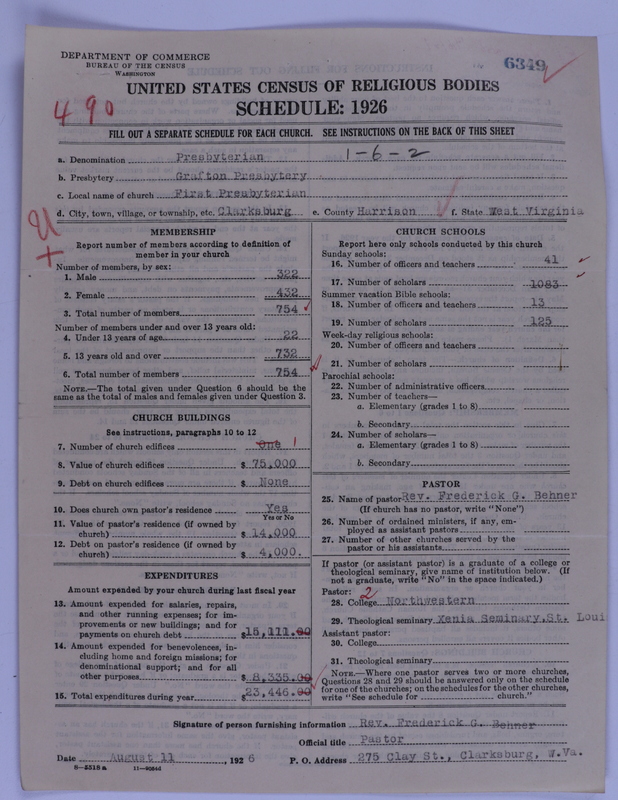 DEPARTMENT OF COMMERCE
BUREAU OF THE CENSUS
WASHINGTON
6349
UNITED STATES CENSUS OF RELIGIOUS BODIES
SCHEDULE: 1926
490
FILL OUT A SEPARATE SCHEDULE FOR EACH CHURCH. SEE INSTRUCTIONS ON THE BACK OF THIS SHEET
a. Denomination Presbyterian 1-6-2
b. Presbytery Grafton Presbytery
c. Local name of church First Presbyterian
d. City, town, village, or township, etc. Clarksburg e. County Harrison f. State West Virginia
MEMBERSHIP
Report number of members according to definition of
member in your church
Number of members, by sex:
1. Male 322
2. Female 432
3. Total number of members 754
Number of members under and over 13 years old:
4. Under 13 years of age 22
5. 13 years old and over 732
6. Total number of members 754
NOTE.—The total given under Question 6 should be
same as the total of males and females given under Question 3.
CHURCH BUILDINGS
See instructions, paragraphs 10 to 12
7. Number of church edifices One 1
8. Value of church edifices $ 75,000
9. Debt on church edifices $ None
10. Does church own pastor's residence Yes
Yes or No
11. Value of pastor's residence (if owned by
church) $ 14,000
12. Debt on pastor's residence (if owned by
church) $ 4,000.
EXPENDITURES
Amount expended by your church during last fiscal year
13. Amount expended for salaries, repairs,
and other running expenses; for im-
provements or new buildings; and for
payments on church debt $15,111.00
14. Amount expended for benevolences, in-
cluding home and foreign missions; for
denominational support; and for all
other purposes $ 8,335.00
15. Total expenditures during year $23,446.00
CHURCH SCHOOLS
Report here only schools conducted by this church
Sunday schools:
16. Number of officers and teachers 41
17. Number of scholars 1083
Summer vacation Bible schools:
18. Number of officers and teachers 13
19. Number of scholars 125
Week-day religious schools:
20. Number of officers and teachers
21. Number of scholars
Parochial schools:
22. Number of administrative officers
23. Number of teachers—
a. Elementary (grades 1 to 8)
b. Secondary
24. Number of scholars—
a. Elementary (grades 1 to 8)
b. Secondary
PASTOR
25. Name of pastor Rev. Frederick G. Behner
(If church has no pastor, write "None")
26. Number of ordained ministers, if any, em-
ployed as assistant pastors
27. Number of other churches served by the
pastor or his assistants
If pastor (or assistant pastor) is a graduate of a college or
theological seminary, give name of institution below. (If
not a graduate, write "No" in the space indicated.)
Pastor: 2
28. College Northwestern
29. Theological seminary Xenia Seminary, St. Loui
Assistant pastor:
30. College
31. Theological seminary
NOTE.—Where one pastor serves two or more churches,
Questions 28 and 29 should be answered only on the schedule
for one of the churches; on the schedules for the other churches,
write "See schedule for church."
Signature of person furnishing information Rev. Frederick G. Behner
Official title Pastor
Date August 11, 1926 P. O. Address 275 Clay St., Clarksburg, W.Va.